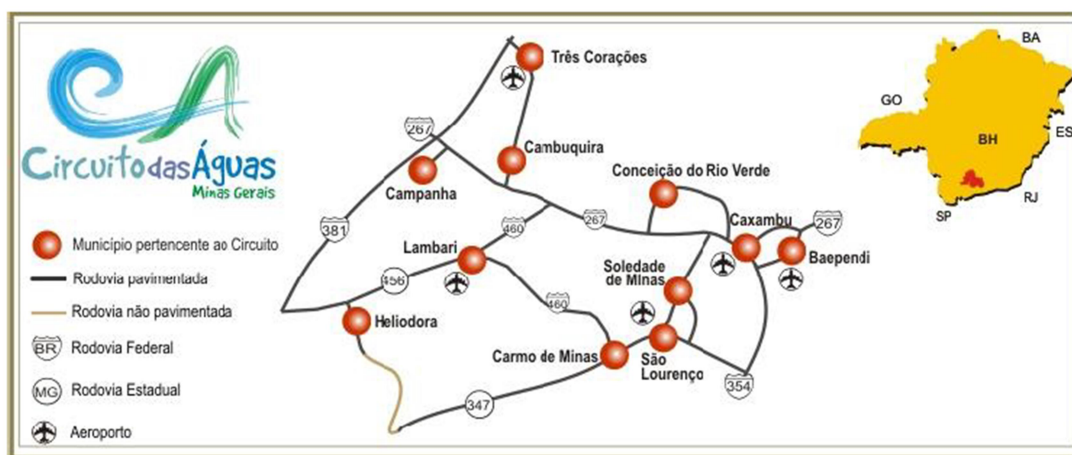 Circuito das Águas
Minas Gerais
Município pertencente ao Circuito
Rodovia pavimentada
Rodovia não pavimentada
BR Rodovia Federal
MG Rodovia Estadual
Aeroporto
Três Corações
267
Cambuquira
Campanha
Conceição do Rio Verde
381
460
267
Caxambu
267
Lambari
Baependi
456
Soledade
de Minas
460
Heliodora
Carmo de Minas
São
Lourenço
354
347
BA
GO
ES
BH
RJ
SP